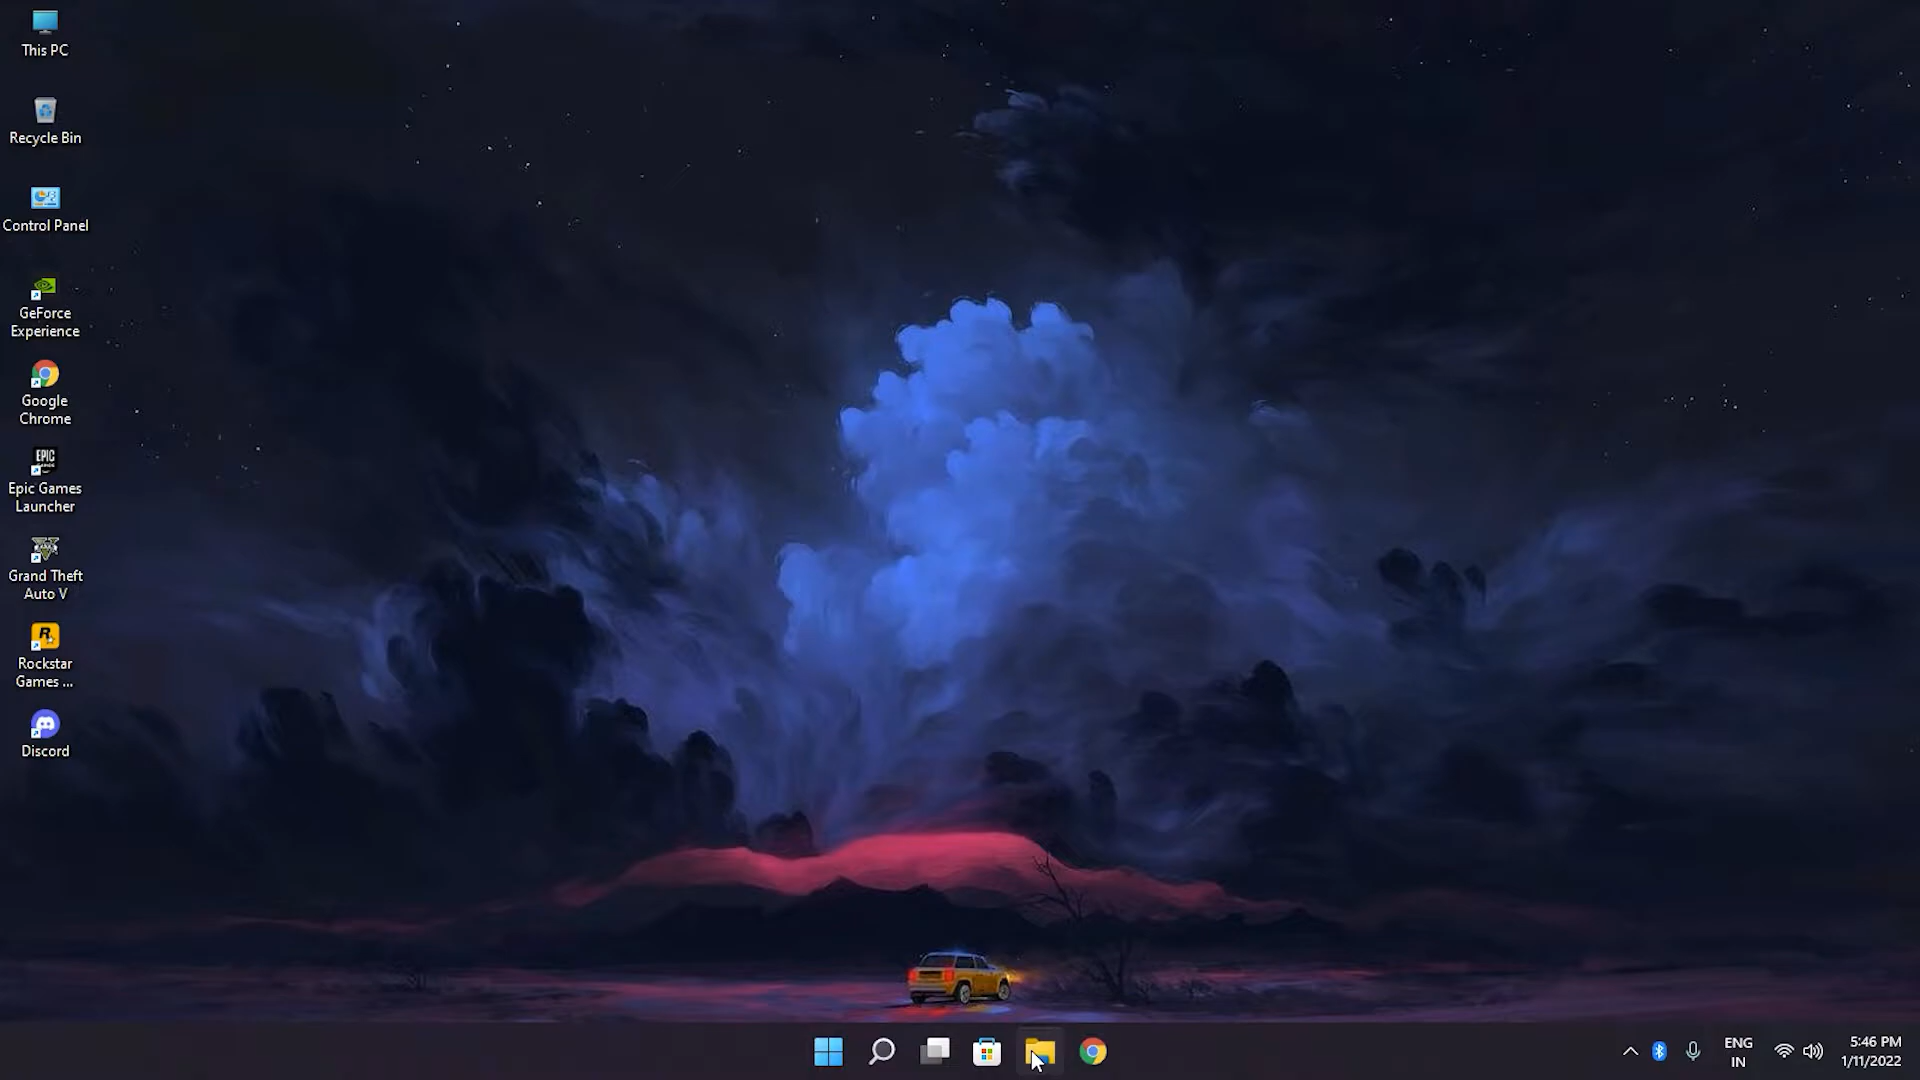 This PC
Recycle Bin
Control Panel
GeForce
Experience
Google
Chrome
EPIC
Epic Games
Launcher
Grand Theft
Auto V
R
Rockstar
Games ...
Discord
ENG
IN
5:46 PM
1/11/2022